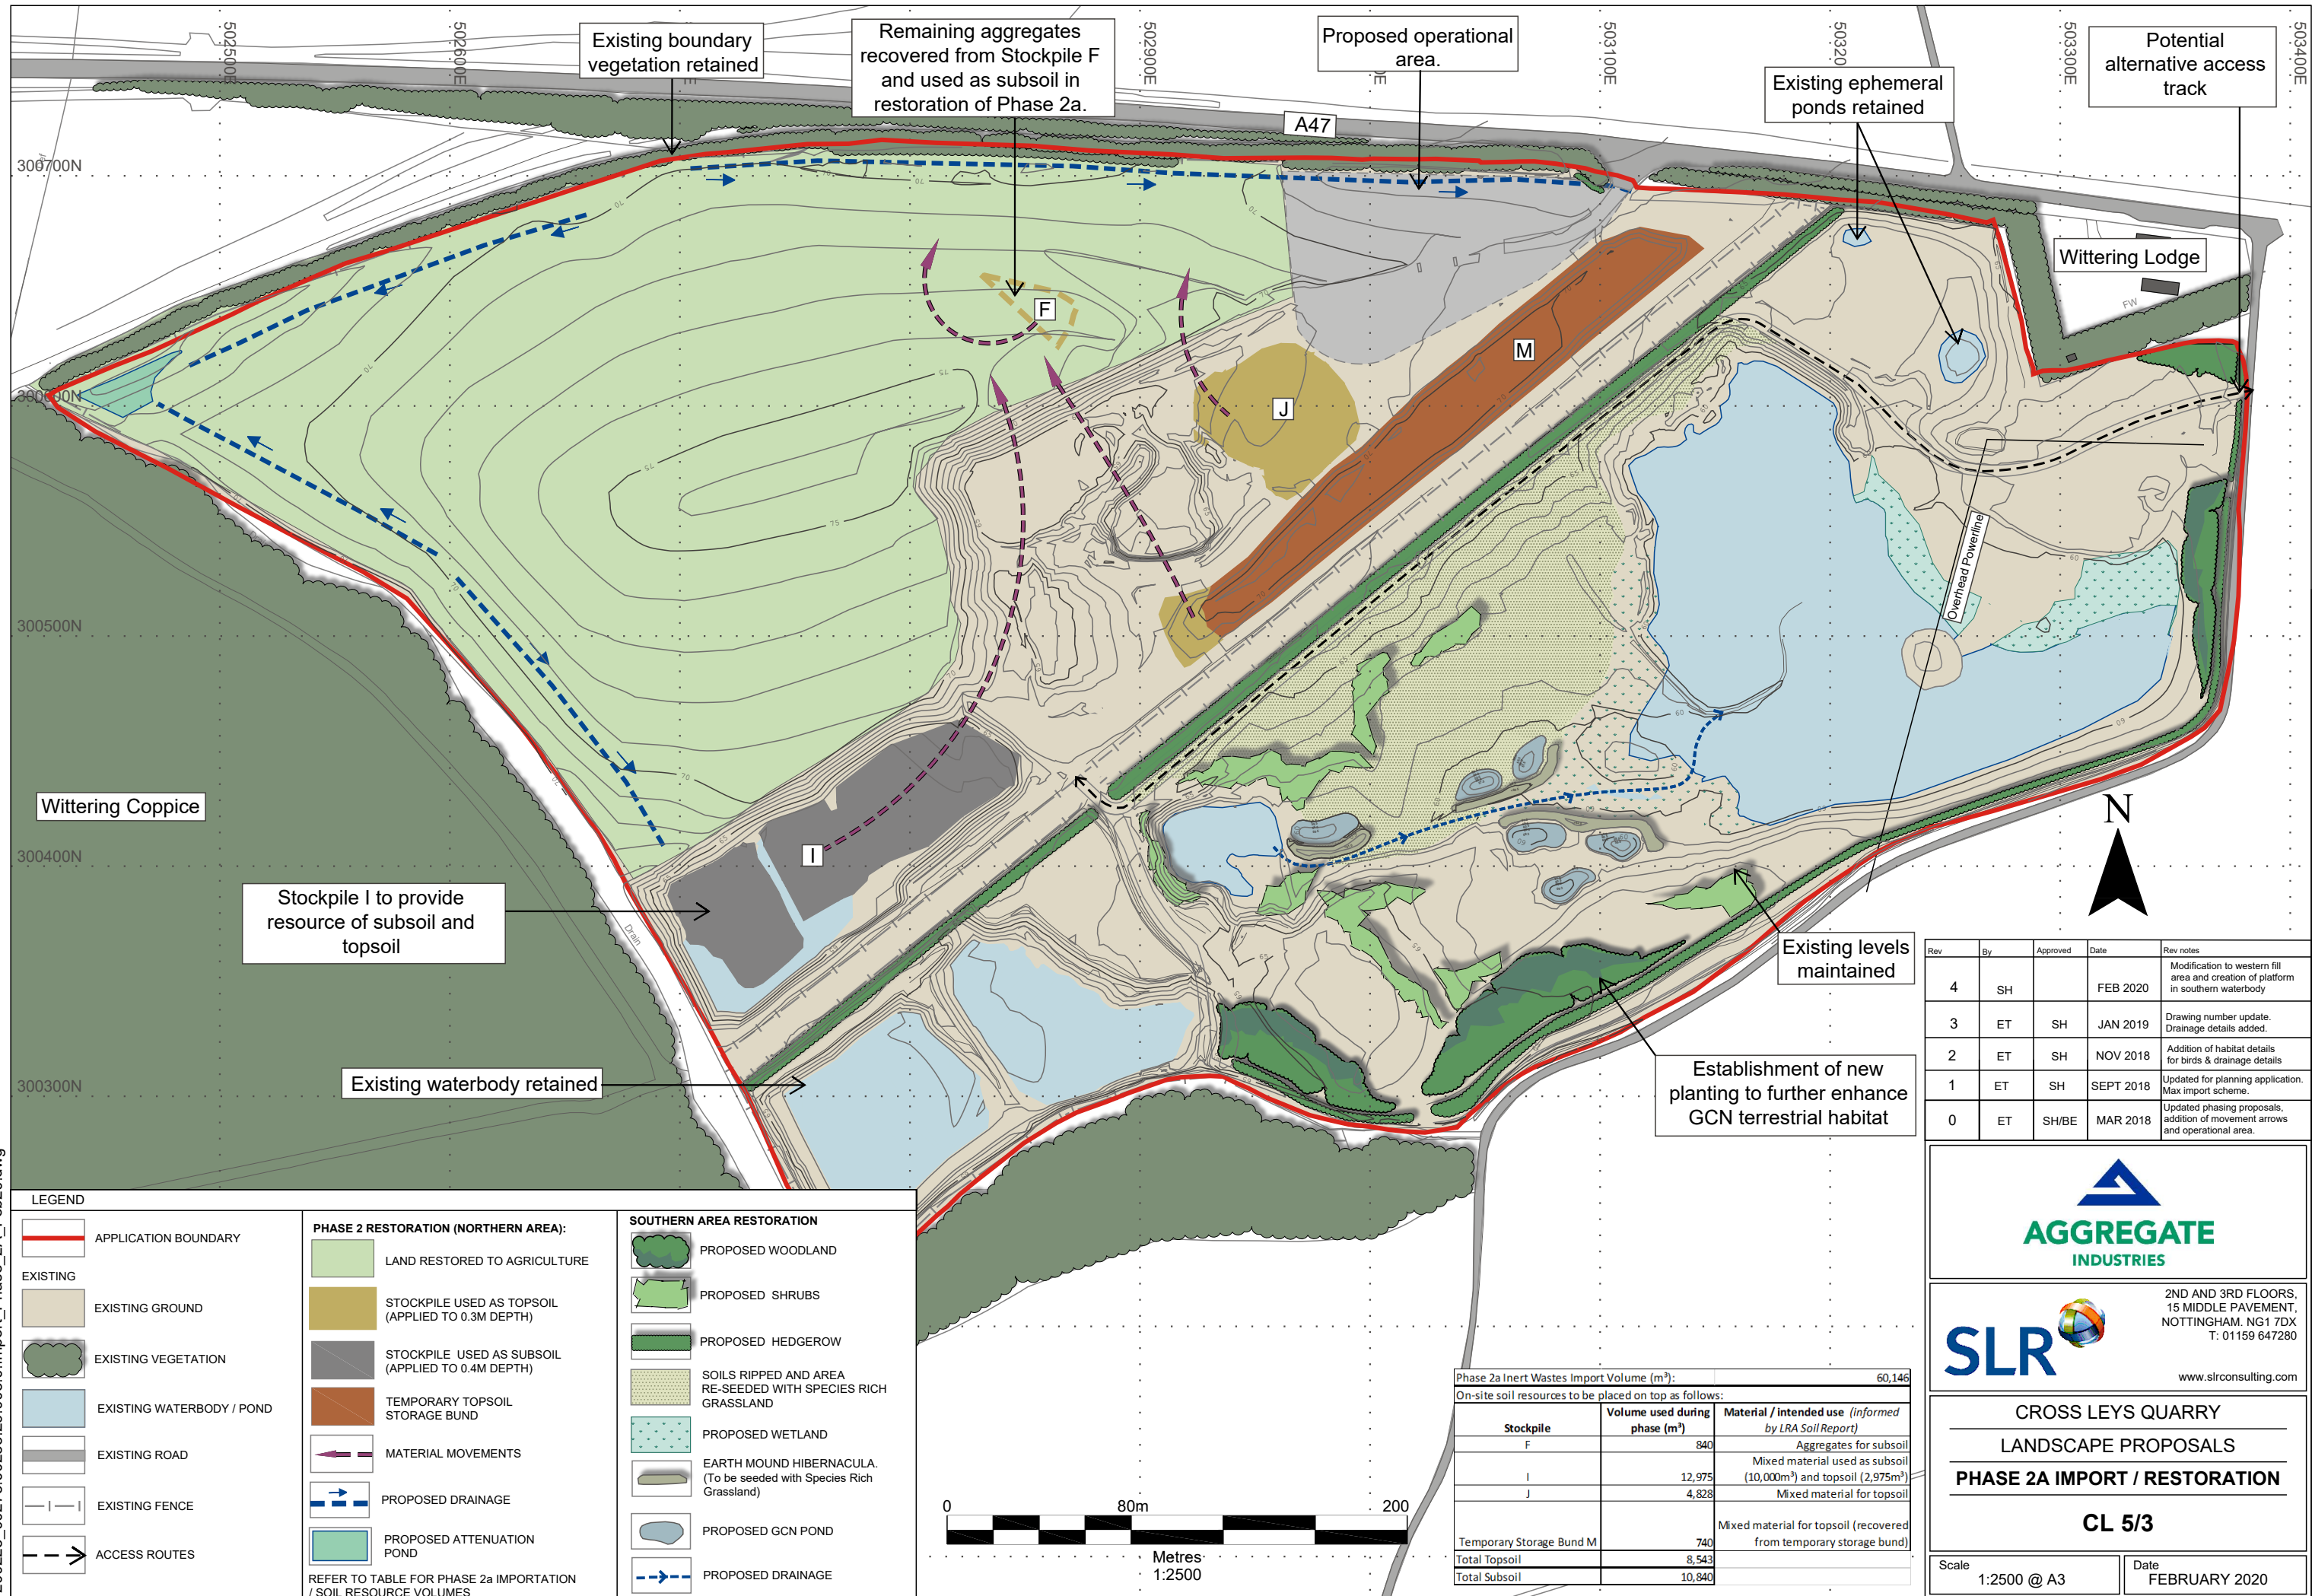 502500E
502600E
502900E
503100E
503200
503300E
503400E
Existing boundary
vegetation retained
Remaining aggregates
recovered from Stockpile F
and used as subsoil in
restoration of Phase 2a.
Proposed operational
area.
Existing ephemeral
ponds retained
Potential
alternative access
track
A47
300700N
Wittering Lodge
FW
F
M
J
300600N
Overhead Powerline
300500N
Wittering Coppice
I
300400N
Stockpile I to provide
resource of subsoil and
topsoil
Drain
N
Existing levels
maintained
Existing waterbody retained
300300N
Establishment of new
planting to further enhance
GCN terrestrial habitat
Rev By Approved Date Rev notes
4 SH FEB 2020 Modification to western fill
area and creation of platform
in southern waterbody
3 ET SH JAN 2019 Drawing number update.
Drainage details added.
2 ET SH NOV 2018 Addition of habitat details
for birds & drainage details
1 ET SH SEPT 2018 Updated for planning application.
Max import scheme.
0 ET SH/BE MAR 2018 Updated phasing proposals,
addition of movement arrows
and operational area.
AGGREGATE
INDUSTRIES
SLR
2ND AND 3RD FLOORS,
15 MIDDLE PAVEMENT,
NOTTINGHAM. NG1 7DX
T: 01159 647280
www.slrconsulting.com
CROSS LEYS QUARRY
LANDSCAPE PROPOSALS
PHASE 2A IMPORT / RESTORATION
CL 5/3
Scale
1:2500 @ A3
Date
FEBRUARY 2020
LEGEND
APPLICATION BOUNDARY
EXISTING
EXISTING GROUND
EXISTING VEGETATION
EXISTING WATERBODY / POND
EXISTING ROAD
EXISTING FENCE
ACCESS ROUTES
PHASE 2 RESTORATION (NORTHERN AREA):
LAND RESTORED TO AGRICULTURE
STOCKPILE USED AS TOPSOIL
(APPLIED TO 0.3M DEPTH)
STOCKPILE USED AS SUBSOIL
(APPLIED TO 0.4M DEPTH)
TEMPORARY TOPSOIL
STORAGE BUND
MATERIAL MOVEMENTS
PROPOSED DRAINAGE
PROPOSED ATTENUATION
POND
REFER TO TABLE FOR PHASE 2a IMPORTATION
/ SOIL RESOURCE VOLUMES
SOUTHERN AREA RESTORATION
PROPOSED WOODLAND
PROPOSED SHRUBS
PROPOSED HEDGEROW
SOILS RIPPED AND AREA
RE-SEEDED WITH SPECIES RICH
GRASSLAND
PROPOSED WETLAND
EARTH MOUND HIBERNACULA.
(To be seeded with Species Rich
Grassland)
PROPOSED GCN POND
PROPOSED DRAINAGE
0 80m 200
Metres
1:2500
Phase 2a Inert Wastes Import Volume (m³): 60,146
On-site soil resources to be placed on top as follows:
Stockpile Volume used during phase (m³) Material / intended use (informed by LRA Soil Report)
F 840 Aggregates for subsoil
I 12,975 Mixed material used as subsoil (10,000m³) and topsoil (2,975m³)
J 4,828 Mixed material for topsoil
Temporary Storage Bund M 740 Mixed material for topsoil (recovered from temporary storage bund)
Total Topsoil 8,543
Total Subsoil 10,840